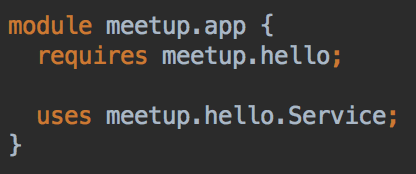 module meetup.app {
  requires meetup.hello;

  uses meetup.hello.Service;
}